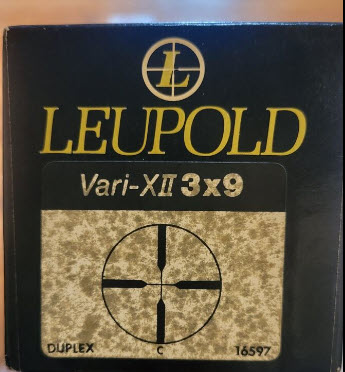 L
LEUPOLD
Vari-XII 3x9
DUPLEX C 16597